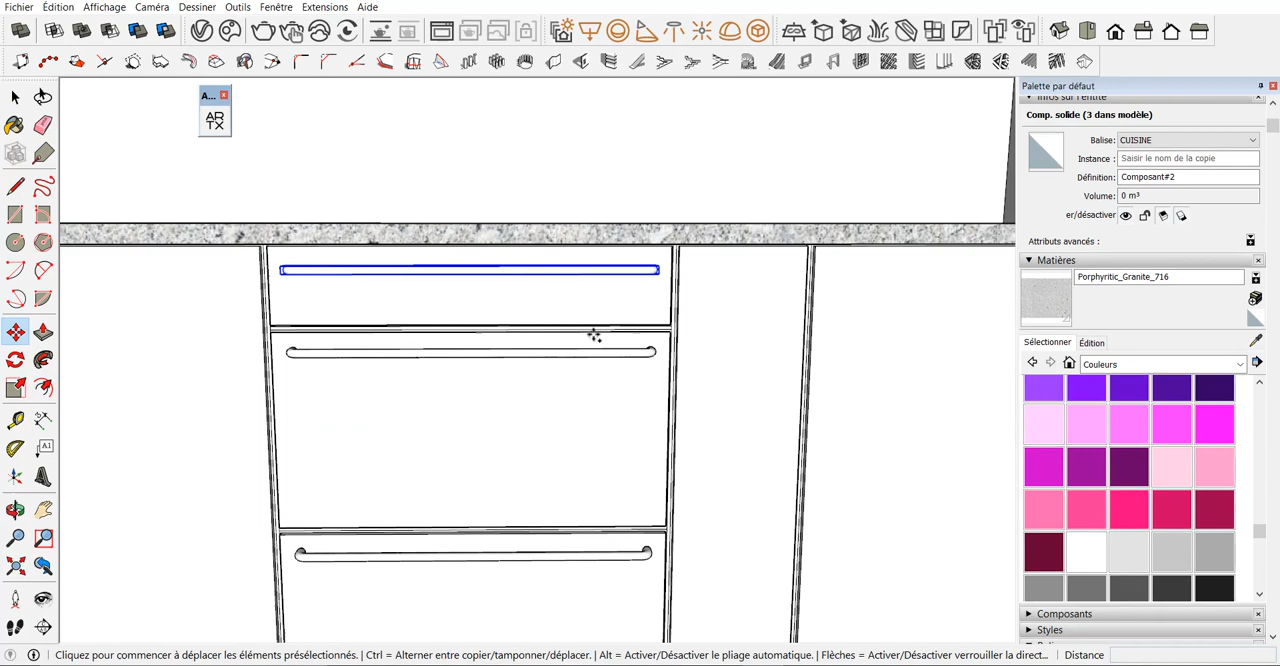 Fichier Édition Affichage Caméra Dessiner Outils Fenêtre Extensions Aide
A...
AR
TX
Palette par défaut
Infos sur l'entité
Comp. solide (3 dans modèle)
Balise: CUISINE
Instance : Saisir le nom de la copie
Définition: Composant#2
Volume: 0 m³
er/désactiver
Attributs avancés :
Matières
Porphyritic_Granite_716
Sélectionner Édition
Couleurs
A1
Composants
Styles
Cliquez pour commencer à déplacer les éléments présélectionnés. | Ctrl = Alterner entre copier/tamponner/déplacer. | Alt = Activer/Désactiver le pliage automatique. | Flèches = Activer/Désactiver verrouiller la direct... Distance